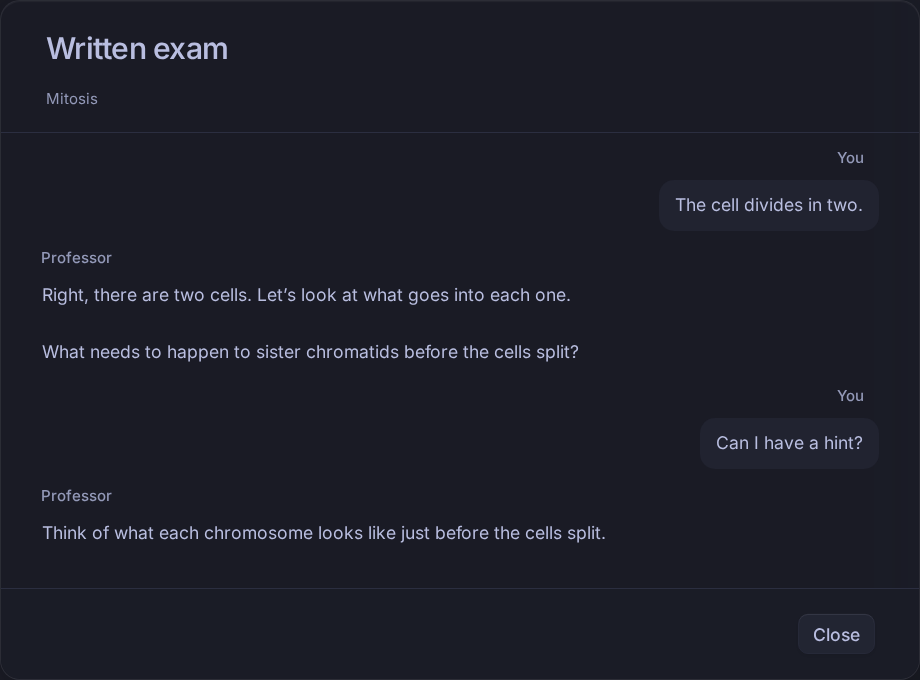 Written exam
Mitosis
You
The cell divides in two.
Professor
Right, there are two cells. Let’s look at what goes into each one.
What needs to happen to sister chromatids before the cells split?
You
Can I have a hint?
Professor
Think of what each chromosome looks like just before the cells split.
Close